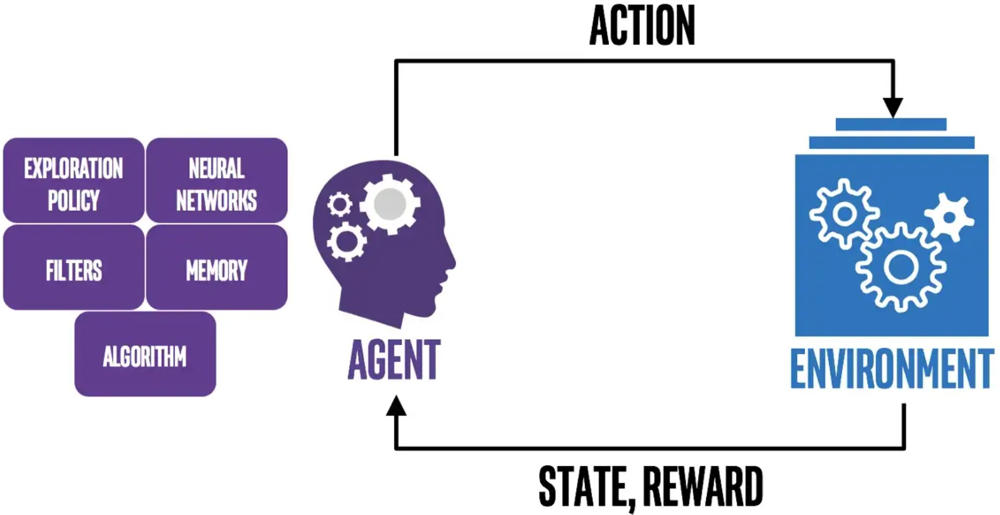 ACTION
EXPLORATION
POLICY
NEURAL
NETWORKS
FILTERS
MEMORY
ALGORITHM
AGENT
ENVIRONMENT
STATE, REWARD